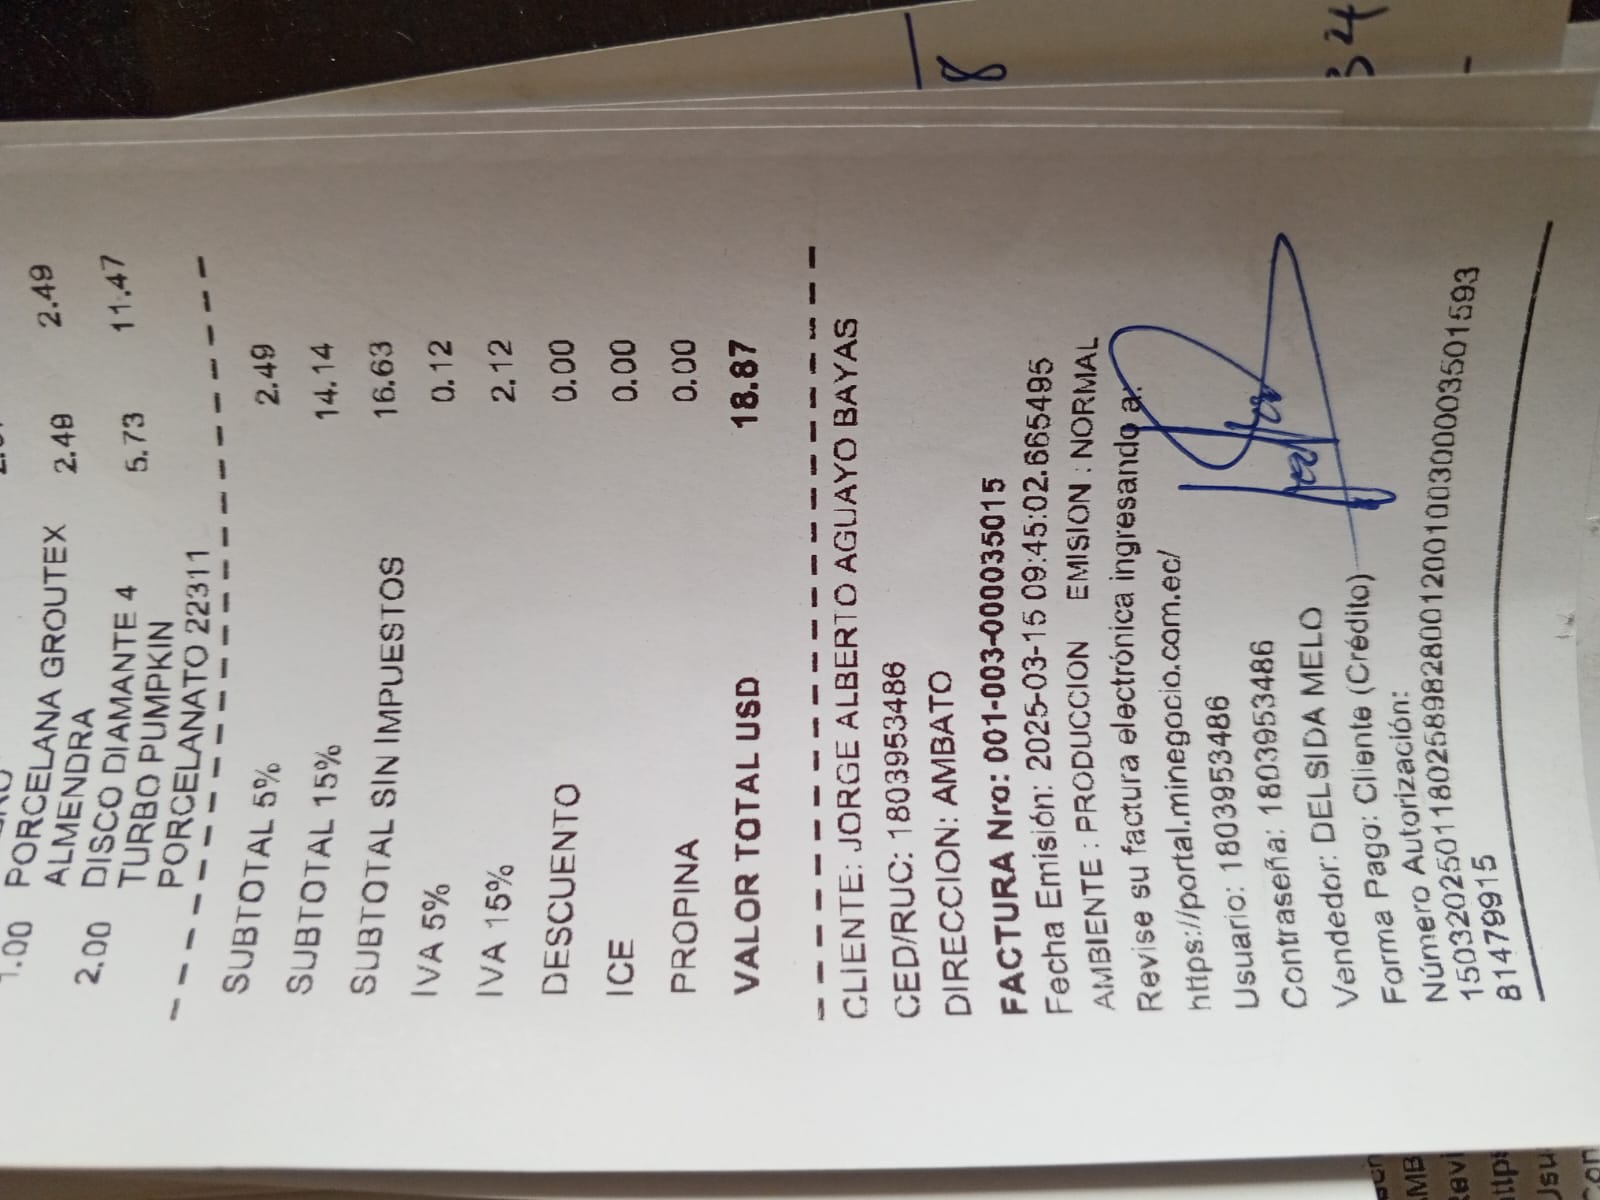 1.00 PORCELANA GROUTEX 2.49 2.49
ALMENDRA
2.00 DISCO DIAMANTE 4 5.73 11.47
TURBO PUMPKIN
PORCELANATO 22311
SUBTOTAL 5% 2.49
SUBTOTAL 15% 14.14
SUBTOTAL SIN IMPUESTOS 16.63
IVA 5% 0.12
IVA 15% 2.12
DESCUENTO 0.00
ICE 0.00
PROPINA 0.00
VALOR TOTAL USD 18.87
CLIENTE: JORGE ALBERTO AGUAYO BAYAS
CED/RUC: 1803953486
DIRECCION: AMBATO
FACTURA Nro: 001-003-000035015
Fecha Emisión: 2025-03-15 09:45:02.665495
AMBIENTE : PRODUCCION EMISION : NORMAL
Revise su factura electrónica ingresando a:
https://portal.minegocio.com.ec/
Usuario: 1803953486
Contraseña: 1803953486
Vendedor: DELSIDA MELO
Forma Pago: Cliente (Crédito)
Número Autorización:
15032025011802589828001200100300003501593
81479915
8
34